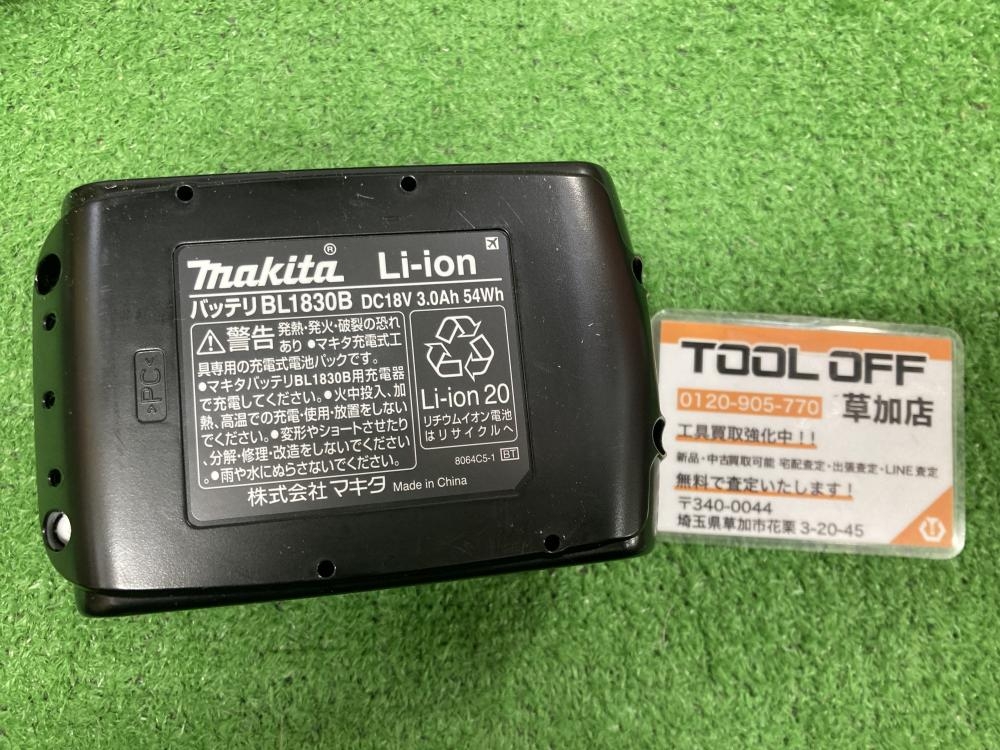 makita® Li-ion
バッテリ BL1830B DC18V 3.0Ah 54Wh
警告 発熱・発火・破裂の恐れ
あり ●マキタ充電式工
具専用の充電式電池パックです。
●マキタバッテリBL1830B用充電器
で充電してください。●火中投入、加
熱、高温での充電・使用・放置をしない
でください。●変形やショートさせたり
、分解・修理・改造をしないでください。
●雨や水にぬらさないでください。
Li-ion 20
リチウムイオン電池
はリサイクルへ
8064C5-1 BT
株式会社マキタ Made in China
>PC<
TOOL OFF
0120-905-770 草加店
工具買取強化中!!
新品・中古買取可能 宅配査定・出張査定・LINE査定
無料で査定いたします!
〒340-0044
埼玉県草加市花栗 3-20-45